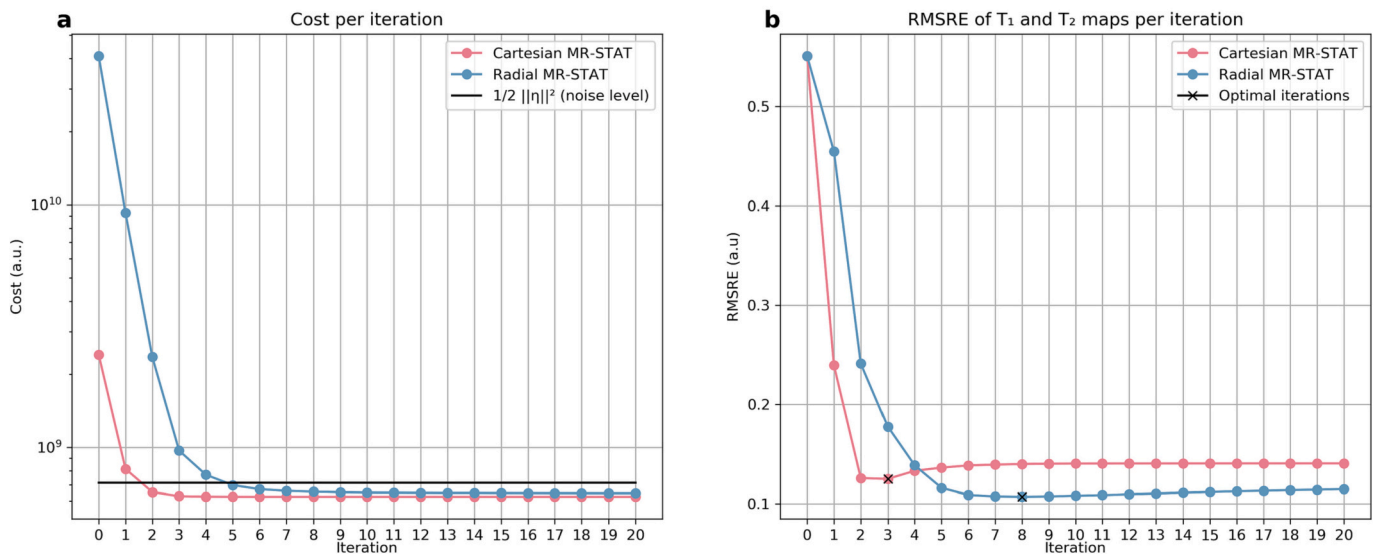 a
Cost per iteration
Cartesian MR-STAT
Radial MR-STAT
1/2 ||η||² (noise level)
10¹⁰
10⁹
Cost (a.u.)
0 1 2 3 4 5 6 7 8 9 10 11 12 13 14 15 16 17 18 19 20
Iteration
b
RMSRE of T₁ and T₂ maps per iteration
Cartesian MR-STAT
Radial MR-STAT
Optimal iterations
0.5
0.4
0.3
0.2
0.1
RMSRE (a.u)
0 1 2 3 4 5 6 7 8 9 10 11 12 13 14 15 16 17 18 19 20
Iteration